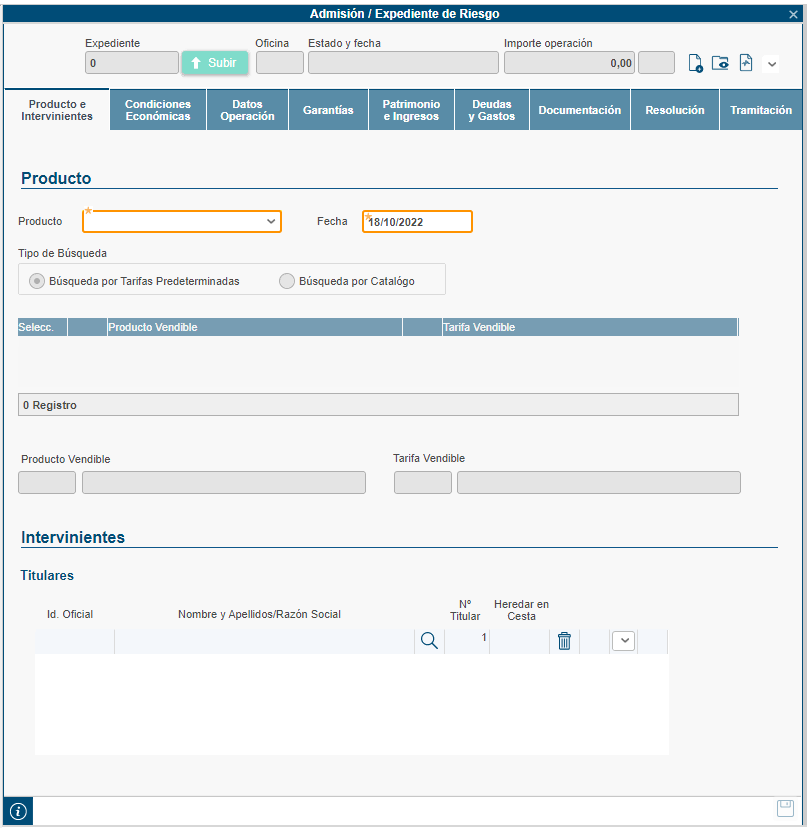 Admisión / Expediente de Riesgo
Expediente
Oficina
Estado y fecha
Importe operación
0
Subir
0,00
Producto e
Intervinientes
Condiciones
Económicas
Datos
Operación
Garantías
Patrimonio
e Ingresos
Deudas
y Gastos
Documentación
Resolución
Tramitación
Producto
Producto
Fecha
18/10/2022
Tipo de Búsqueda
Búsqueda por Tarifas Predeterminadas
Búsqueda por Catalógo
Selecc.
Producto Vendible
Tarifa Vendible
0 Registro
Producto Vendible
Tarifa Vendible
Intervinientes
Titulares
Id. Oficial
Nombre y Apellidos/Razón Social
Nº
Titular
Heredar en
Cesta
1